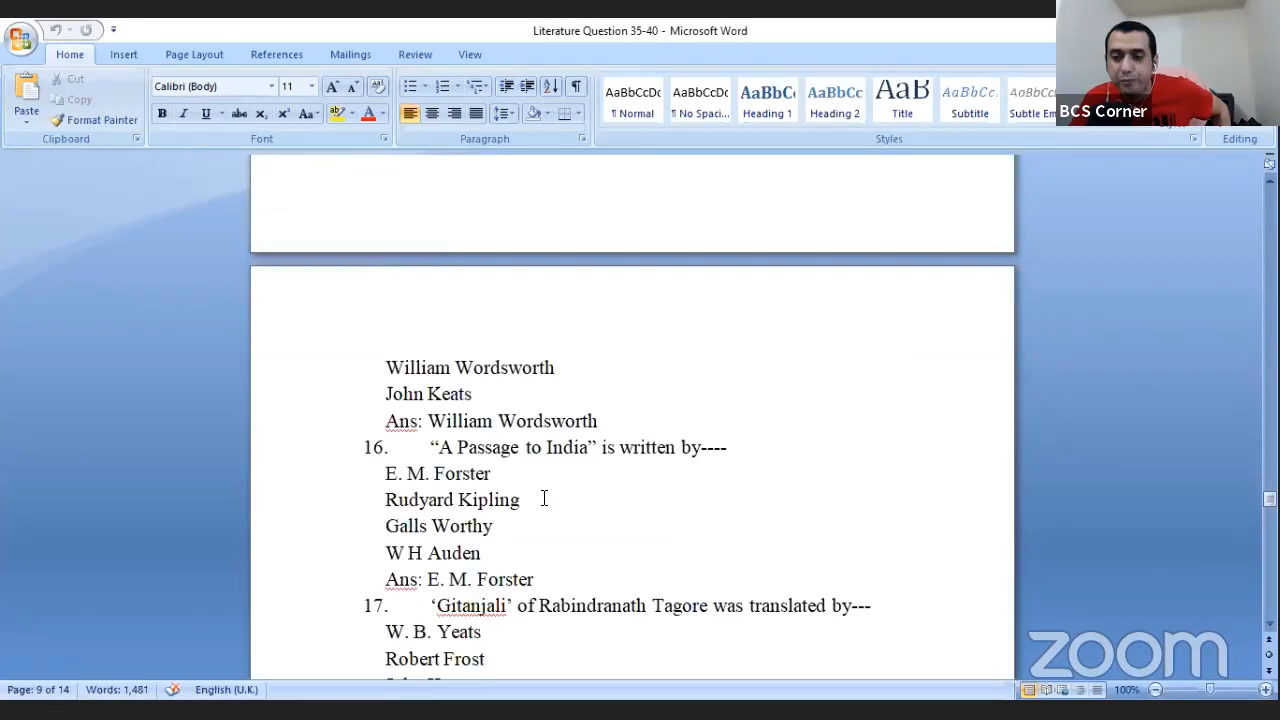 Literature Question 35-40 - Microsoft Word
Home Insert Page Layout References Mailings Review View
Paste
Cut
Copy
Format Painter
Clipboard
Calibri (Body) 11
Font
Paragraph
AaBbCcDc AaBbCcDc AaBbC AaBbCc AaB AaBbCc. AaBbCc
¶ Normal ¶ No Spaci... Heading 1 Heading 2 Title Subtitle Subtle Em
Styles
Editing
BCS Corner
William Wordsworth
John Keats
Ans: William Wordsworth
16. “A Passage to India” is written by----
E. M. Forster
Rudyard Kipling
Galls Worthy
W H Auden
Ans: E. M. Forster
17. ‘Gitanjali’ of Rabindranath Tagore was translated by---
W. B. Yeats
Robert Frost
zoom
Page: 9 of 14 Words: 1,481 English (U.K.) 100%